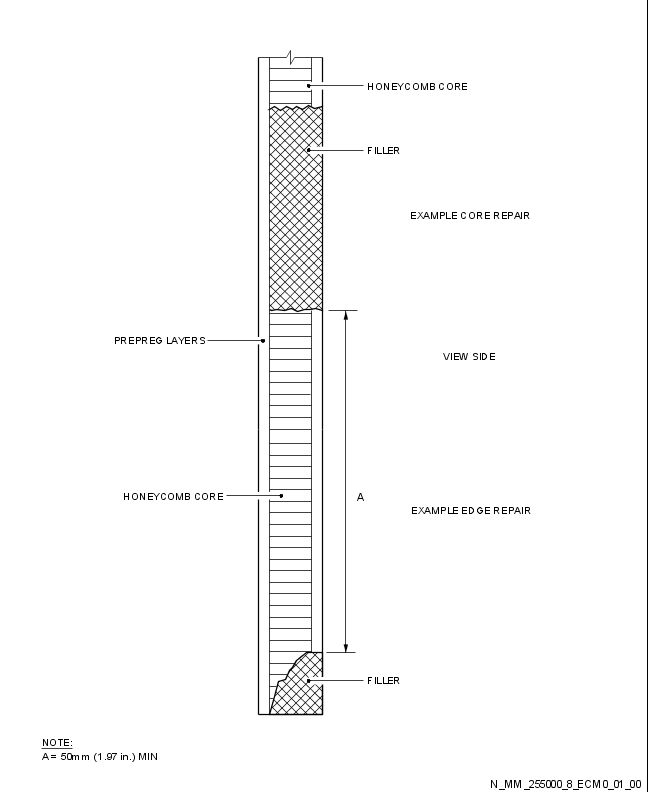 HONEYCOMB CORE
FILLER
EXAMPLE CORE REPAIR
PREPREG LAYERS
VIEW SIDE
HONEYCOMB CORE
A
EXAMPLE EDGE REPAIR
FILLER
NOTE:
A = 50mm (1.97 in.) MIN
N_MM_255000_8_ECM0_01_00